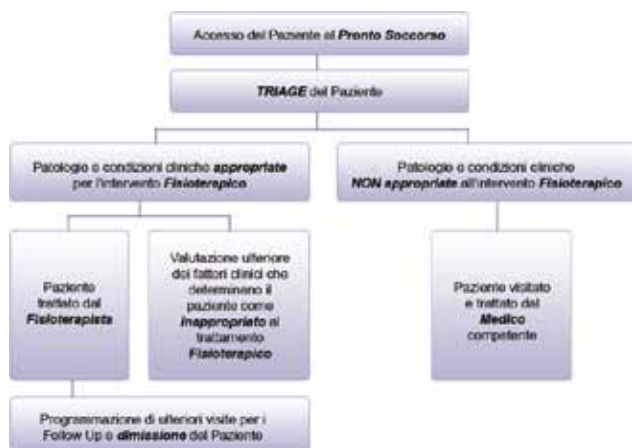 Accesso del Paziente al Pronto Soccorso
TRIAGE del Paziente
Patologie o condizioni cliniche appropriate
per l'intervento Fisioterapico
Patologie o condizioni cliniche
NON appropriate all'intervento Fisioterapico
Paziente
trattato dal
Fisioterapista
Valutazione ulteriore
dei fattori clinici che
determinano il
paziente come
inappropriato al
trattamento
Fisioterapico
Paziente visitato
e trattato dal
Medico
competente
Programmazione di ulteriori visite per i
Follow Up o dimissione del Paziente